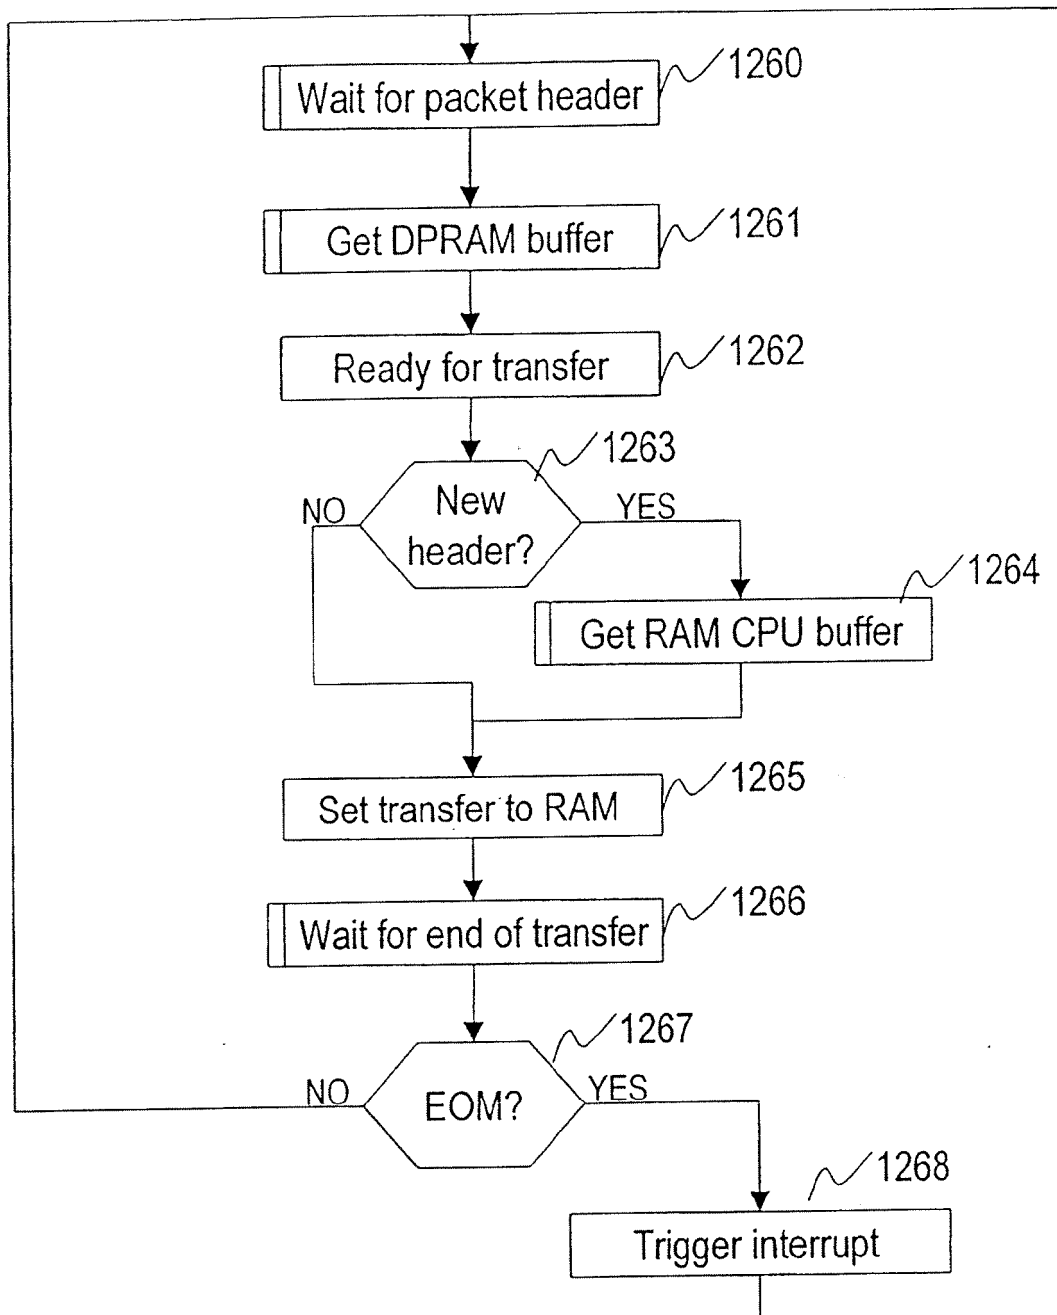 1260
Wait for packet header
1261
Get DPRAM buffer
1262
Ready for transfer
1263
New
header?
NO
YES
1264
Get RAM CPU buffer
1265
Set transfer to RAM
1266
Wait for end of transfer
1267
EOM?
NO
YES
1268
Trigger interrupt